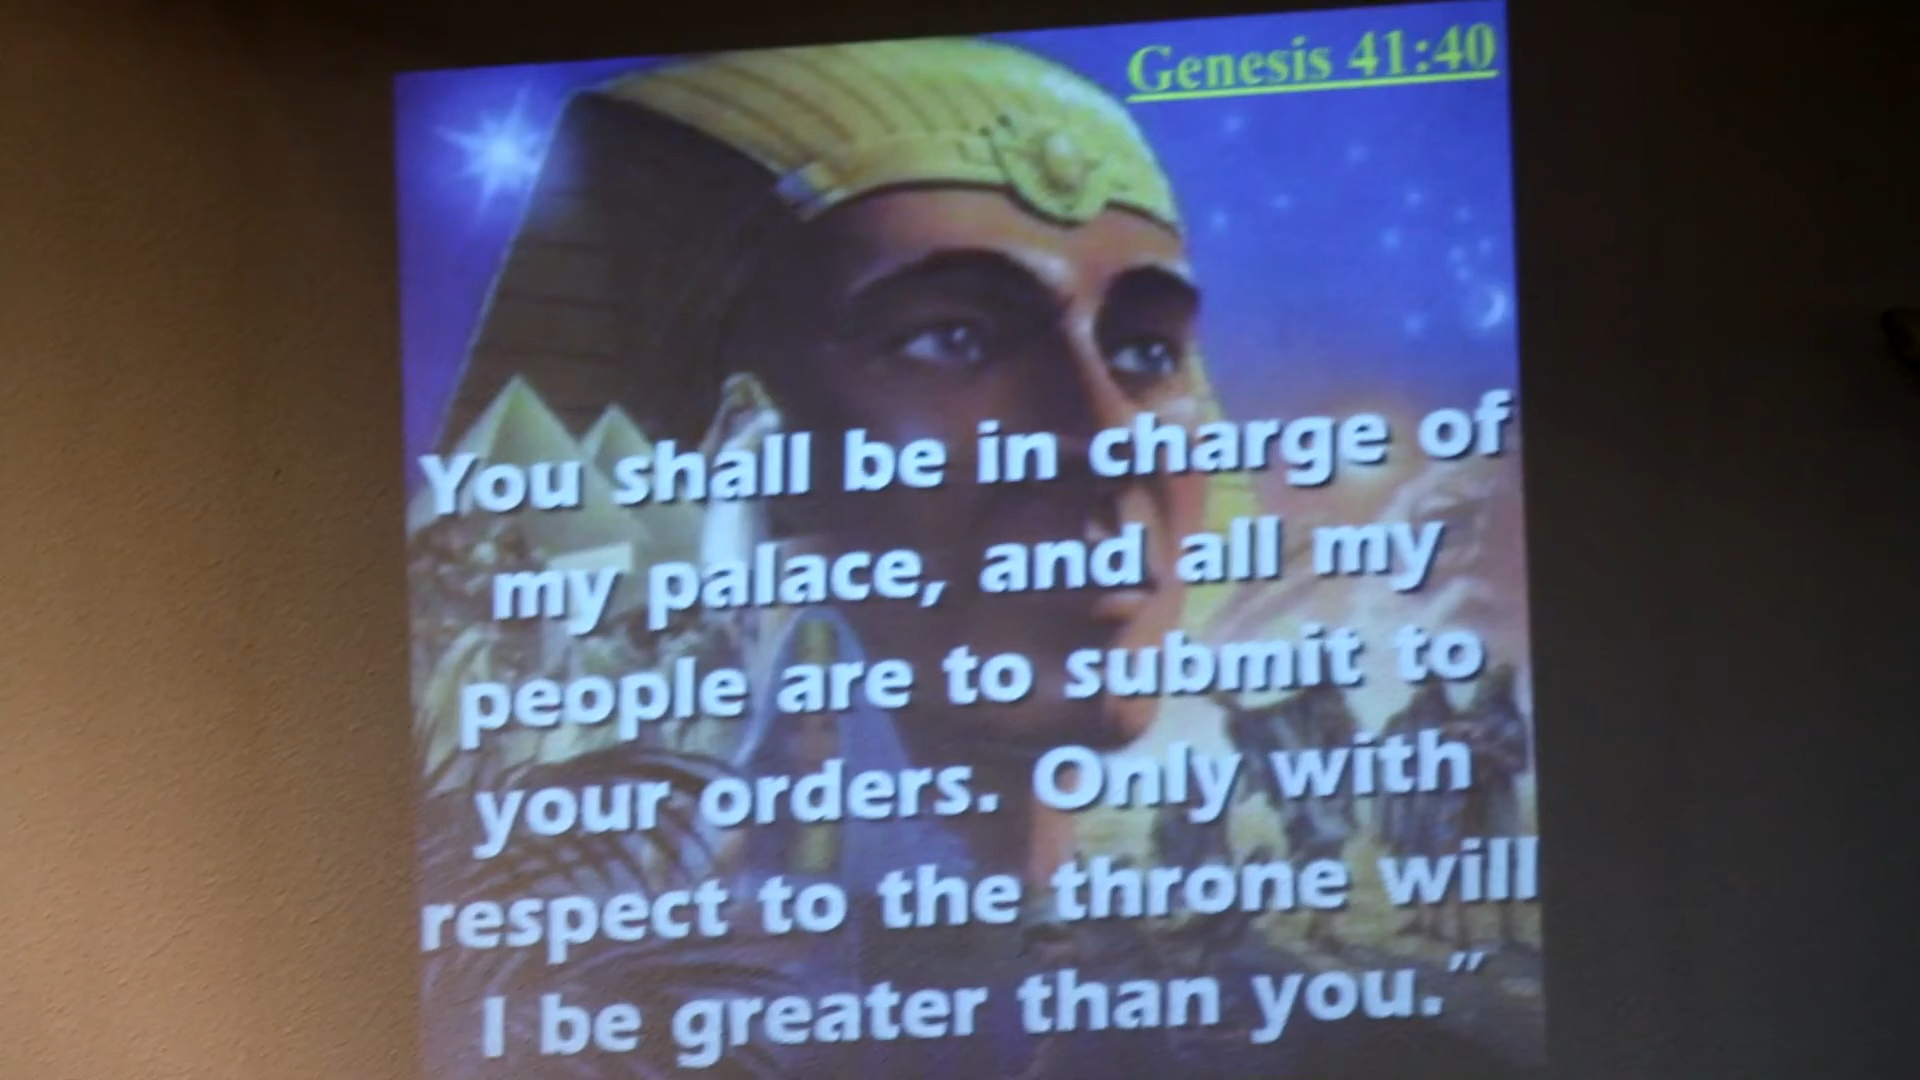 Genesis 41:40
You shall be in charge of
my palace, and all my
people are to submit to
your orders. Only with
respect to the throne will
I be greater than you.”